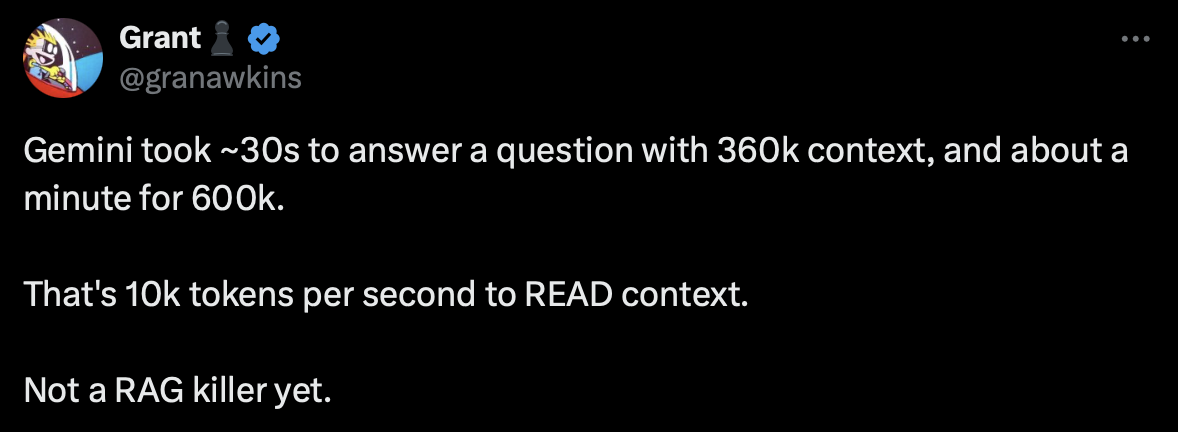 Grant
@granawkins
Gemini took ~30s to answer a question with 360k context, and about a
minute for 600k.
That's 10k tokens per second to READ context.
Not a RAG killer yet.